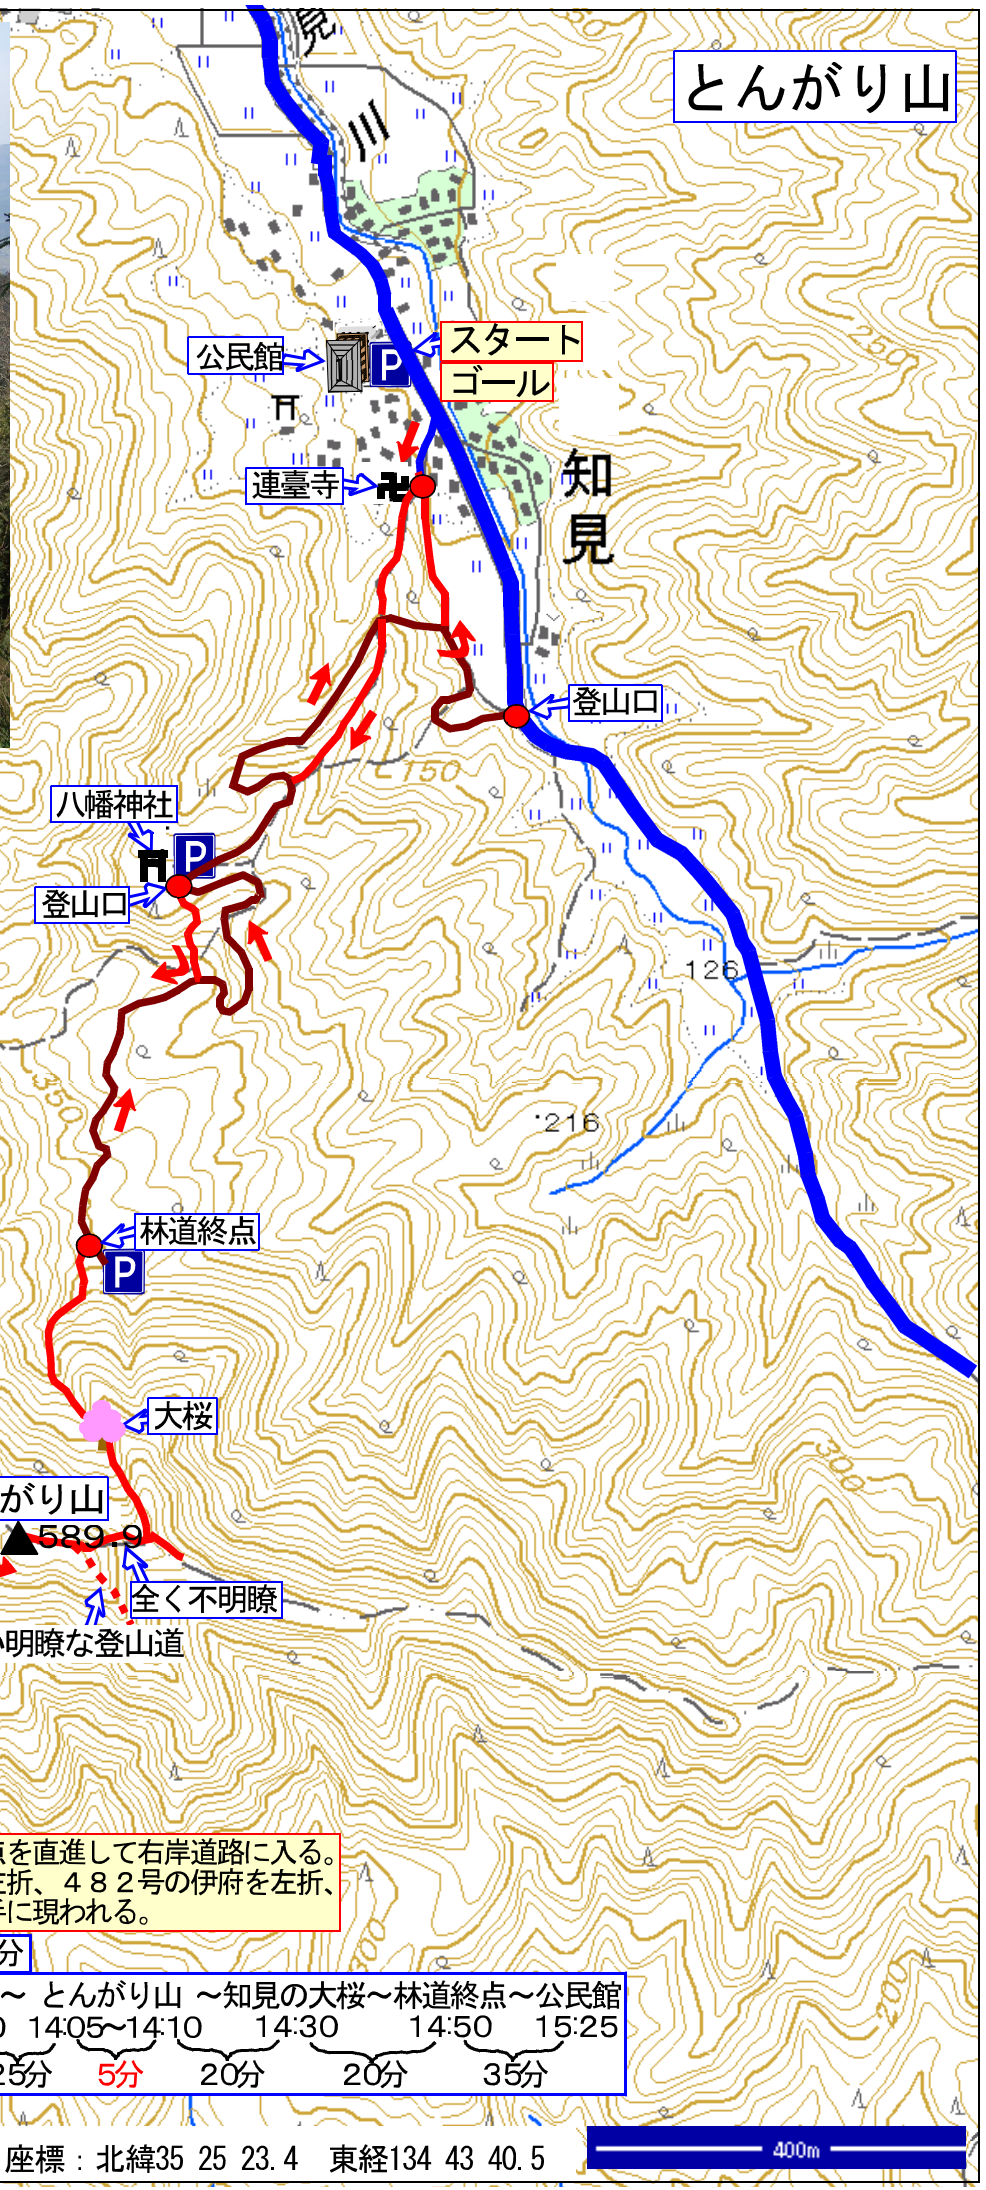 見
川
とんがり山
公民館
P
スタート
ゴール
連臺寺
知
見
登山口
150
八幡神社
P
登山口
126
350
・216
林道終点
P
大桜
300
がり山
589.9
全く不明瞭
明瞭な登山道
点を直進して右岸道路に入る。
左折、482号の伊府を左折、
手に現われる。
分
～ とんがり山 ～知見の大桜～林道終点～公民館
0 14:05～14:10 14:30 14:50 15:25
25分 5分 20分 20分 35分
300
200
250
座標：北緯35 25 23.4 東経134 43 40.5
400m